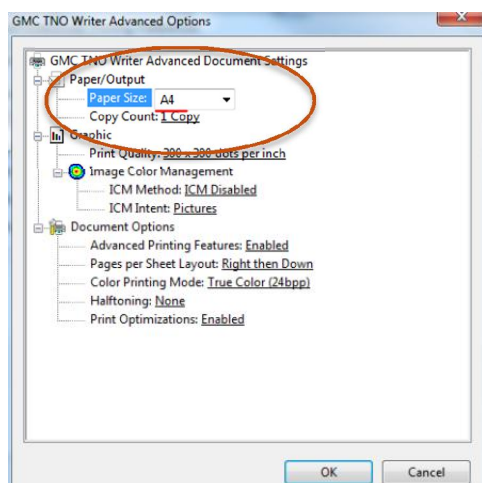 GMC TNO Writer Advanced Options
GMC TNO Writer Advanced Document Settings
Paper/Output
Paper Size: A4
Copy Count: 1 Copy
Graphic
Print Quality: 300 x 300 dots per inch
Image Color Management
ICM Method: ICM Disabled
ICM Intent: Pictures
Document Options
Advanced Printing Features: Enabled
Pages per Sheet Layout: Right then Down
Color Printing Mode: True Color (24bpp)
Halftoning: None
Print Optimizations: Enabled
OK Cancel